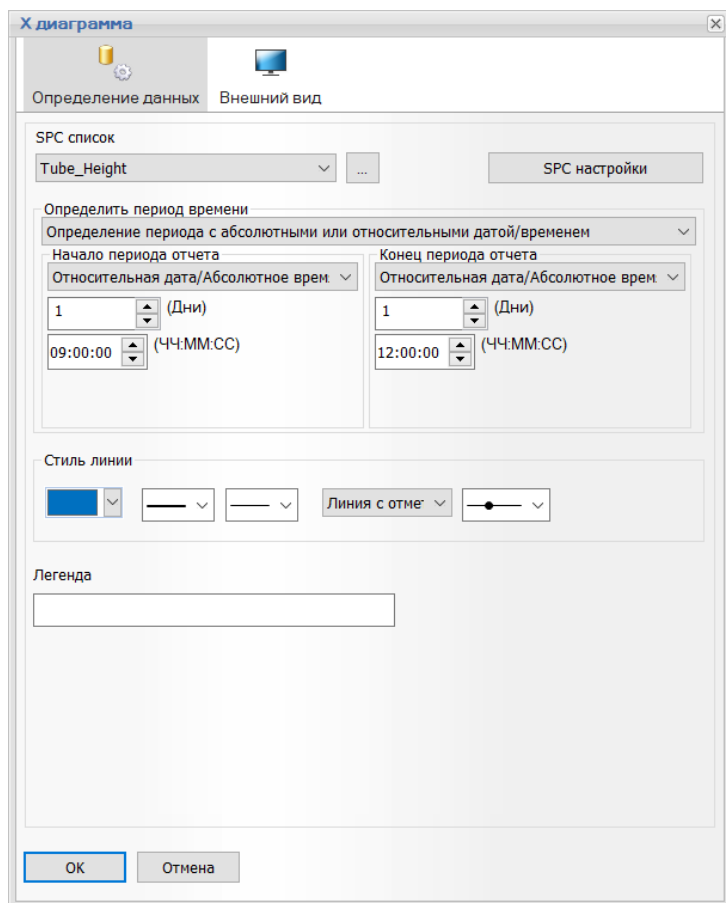 X диаграмма
Определение данных Внешний вид
SPC список
Tube_Height ... SPC настройки
Определить период времени
Определение периода с абсолютными или относительными датой/временем
Начало периода отчета Конец периода отчета
Относительная дата/Абсолютное врем Относительная дата/Абсолютное врем
1 (Дни) 1 (Дни)
09:00:00 (ЧЧ:ММ:СС) 12:00:00 (ЧЧ:ММ:СС)
Стиль линии
Линия с отме
Легенда
OK Отмена